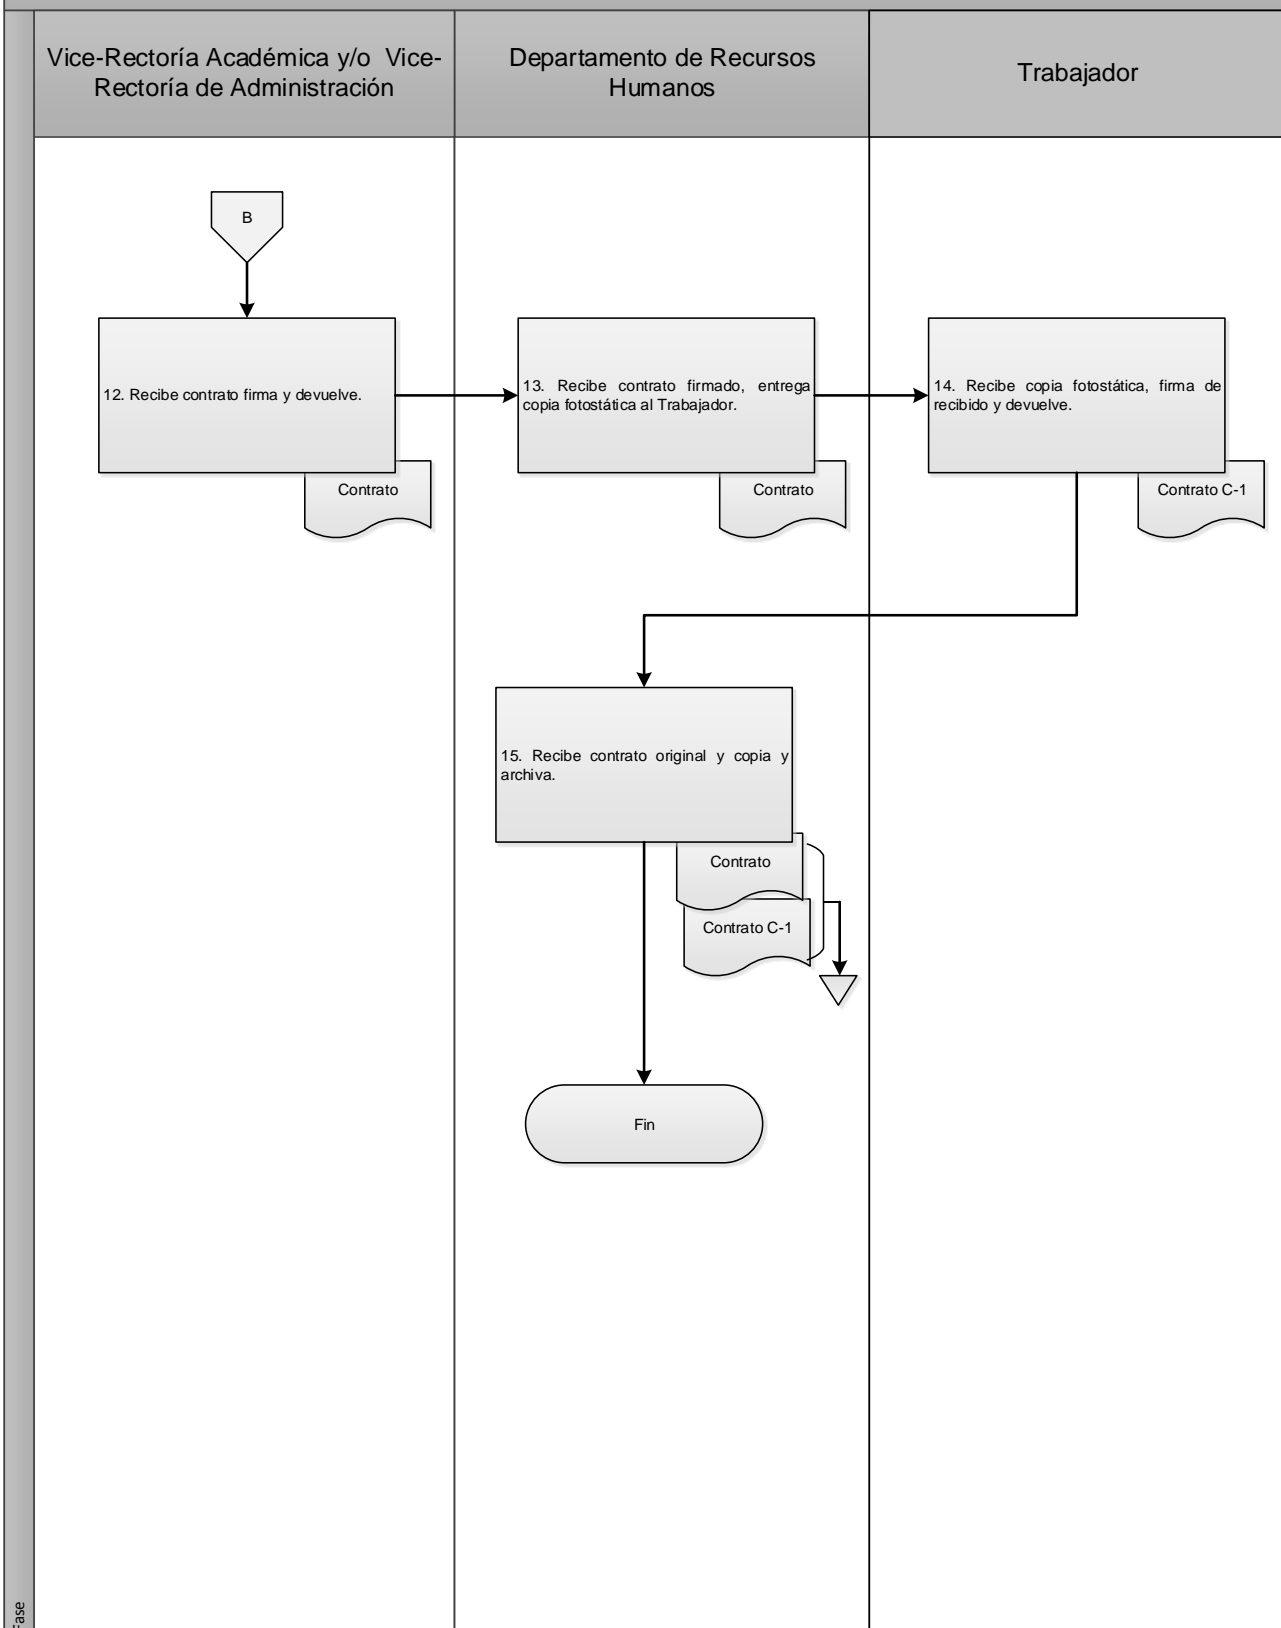 Vice-Rectoría Académica y/o Vice-
Rectoría de Administración
Departamento de Recursos
Humanos
Trabajador
B
12. Recibe contrato firma y devuelve.
Contrato
13. Recibe contrato firmado, entrega
copia fotostática al Trabajador.
Contrato
14. Recibe copia fotostática, firma de
recibido y devuelve.
Contrato C-1
15. Recibe contrato original y copia y
archiva.
Contrato
Contrato C-1
Fin
Fase